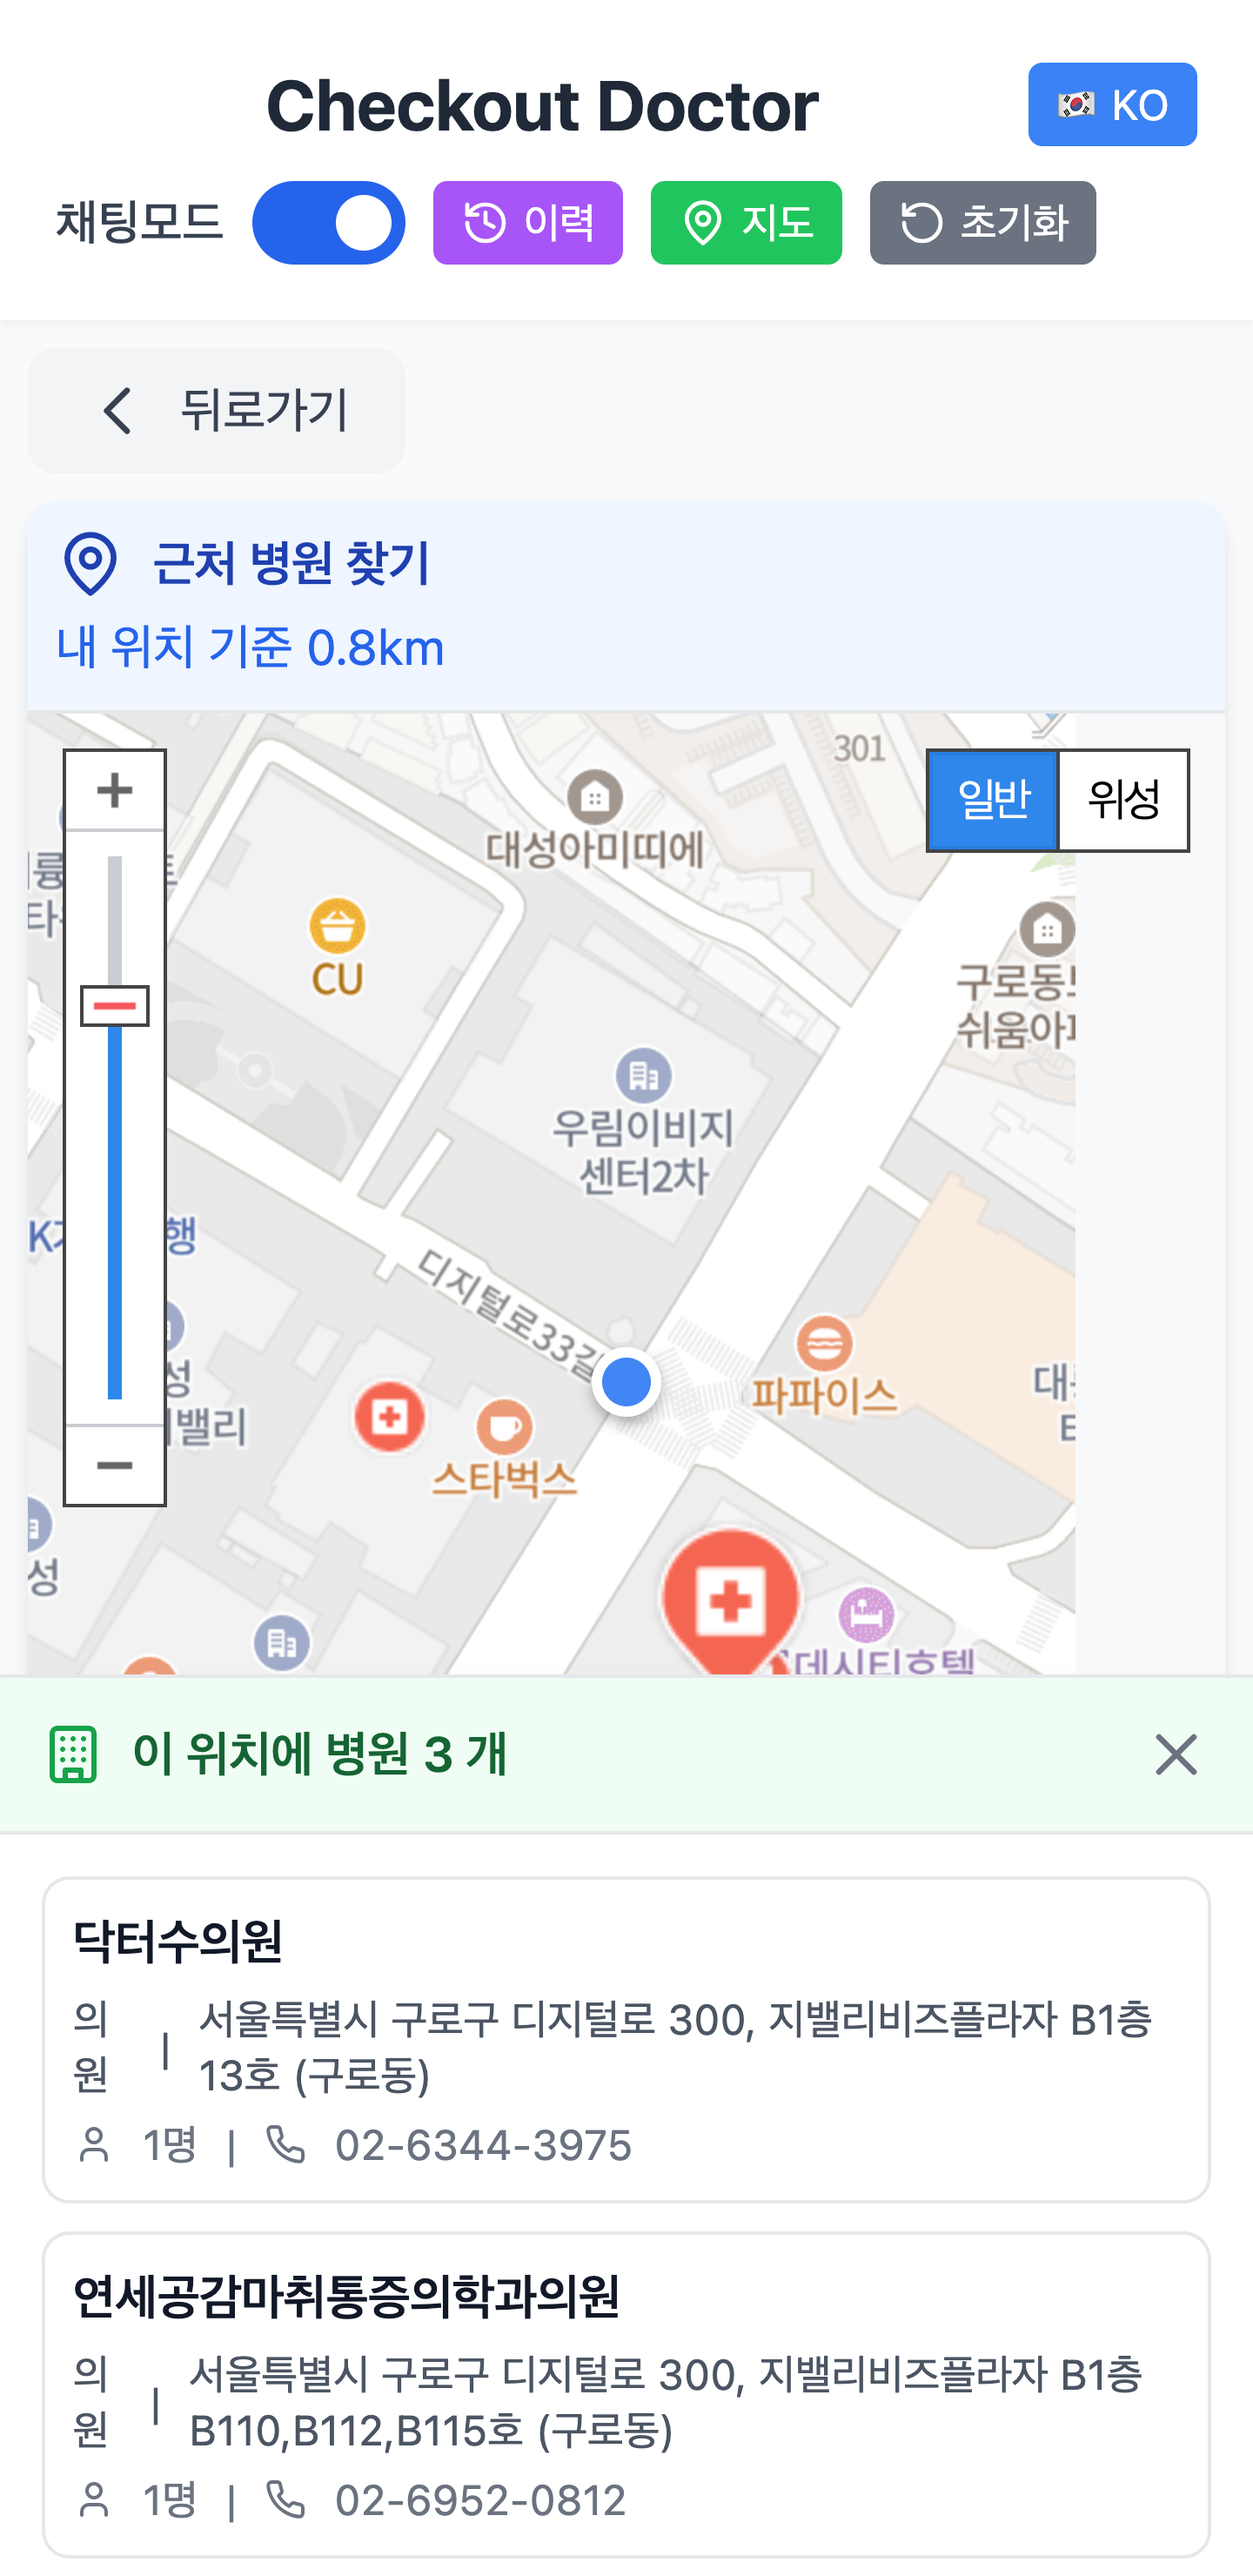 Checkout Doctor
🇰🇷 KO
채팅모드
이력
지도
초기화
뒤로가기
근처 병원 찾기
내 위치 기준 0.8km
301
일반
위성
대성아미띠에
CU
구로동
우림이비지
센터2차
행
디지털로33길
파파이스
밸리
스타벅스
성
데시티호텔
이 위치에 병원 3 개
닥터수의원
의
원
|
서울특별시 구로구 디지털로 300, 지밸리비즈플라자 B1층
13호 (구로동)
1명 | 02-6344-3975
연세공감마취통증의학과의원
의
원
|
서울특별시 구로구 디지털로 300, 지밸리비즈플라자 B1층
B110,B112,B115호 (구로동)
1명 | 02-6952-0812